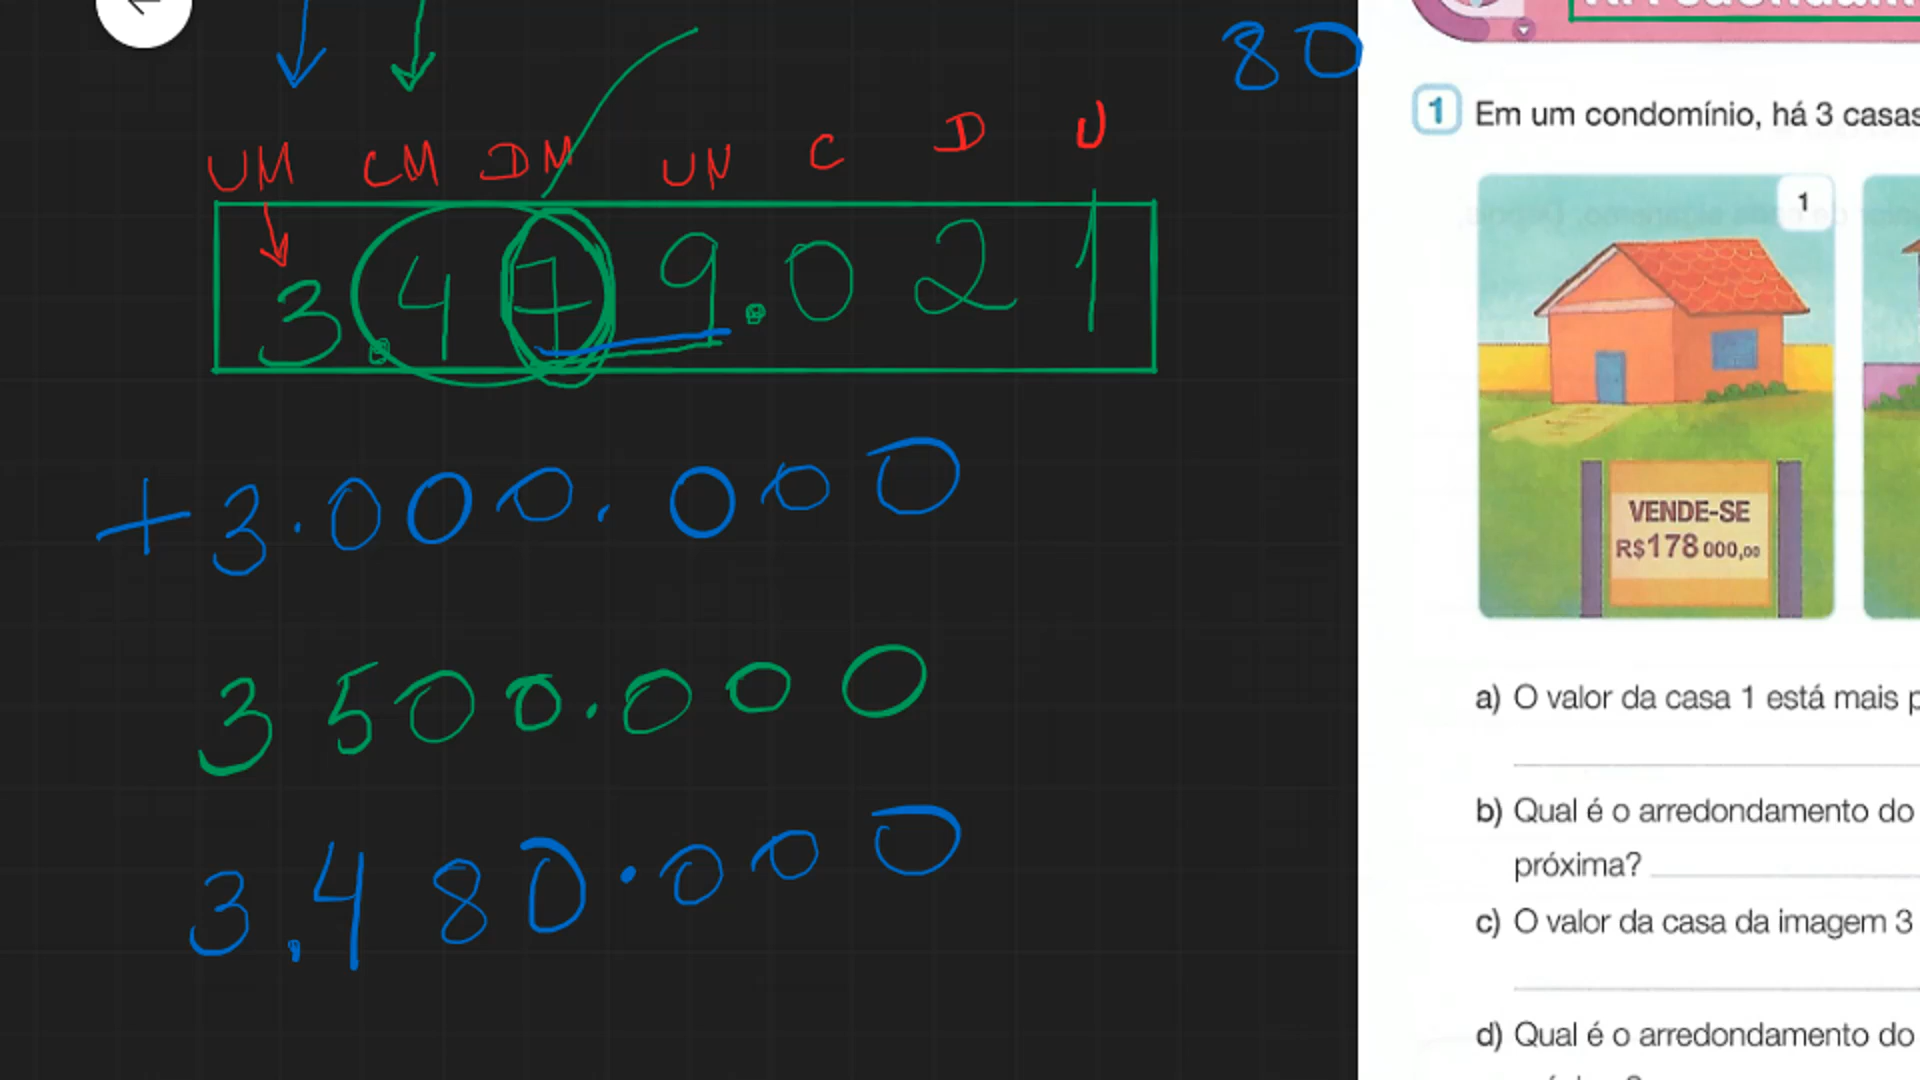 80
UM CM DM UN C D U
3.479.021
+3.000.000
3500.000
3.480.000
1 Em um condomínio, há 3 casas
1
VENDE-SE
R$178 000,00
a) O valor da casa 1 está mais
b) Qual é o arredondamento do
próxima?
c) O valor da casa da imagem 3
d) Qual é o arredondamento do